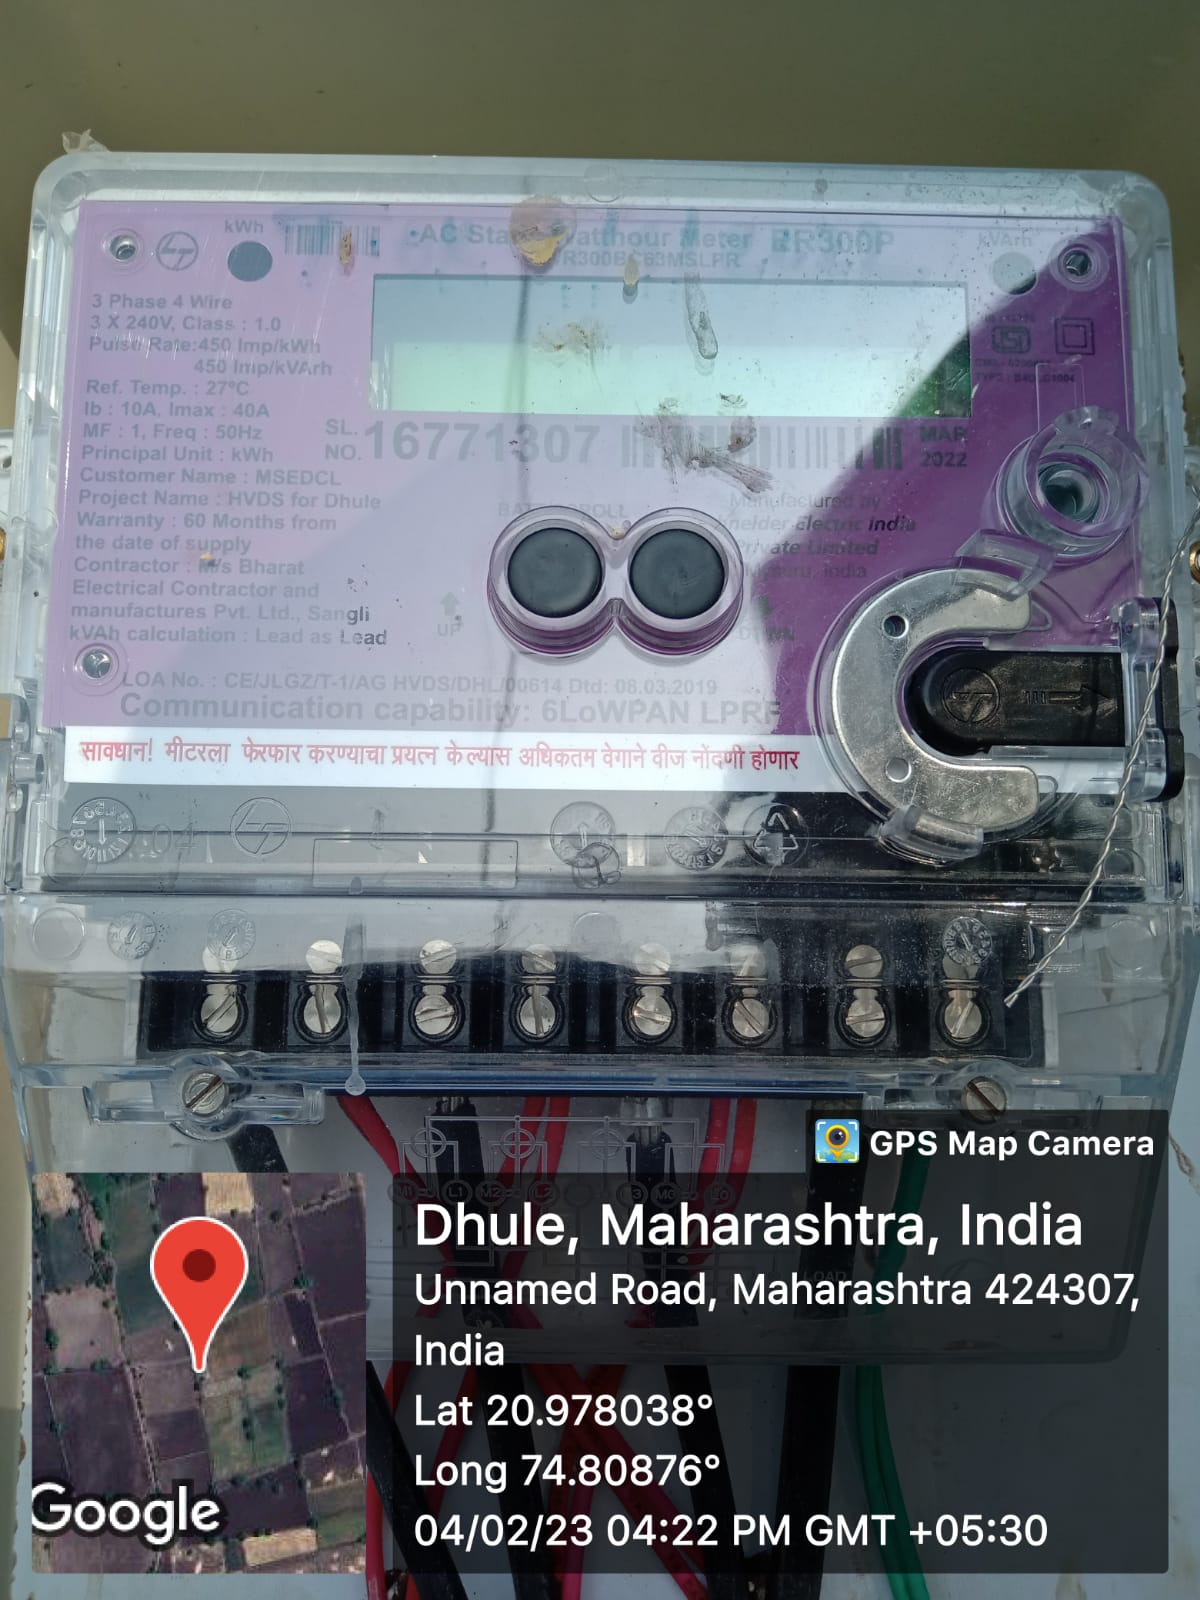 kWh
AC Static Watthour Meter ER300P
kVArh
3 Phase 4 Wire
3 X 240V, Class : 1.0
Pulse Rate:450 Imp/kWh
450 Imp/kVArh
Ref. Temp. : 27°C
Ib : 10A, Imax : 40A
MF : 1, Freq : 50Hz
Principal Unit : kWh
Customer Name : MSEDCL
Project Name : HVDS for Dhule
Warranty : 60 Months from
the date of supply
Contractor : M/s Bharat
Electrical Contractor and
manufactures Pvt. Ltd., Sangli
kVAh calculation : Lead as Lead
SL.
NO. 16771307
MAR
2022
Manufactured by
electric India
Private Limited
Mysuru, India
UP
DOWN
LOA No. : CE/JLGZ/T-1/AG HVDS/DHL/00614 Dtd: 08.03.2019
Communication capability: 6LoWPAN LPRF
सावधान! मीटरला फेरफार करण्याचा प्रयत्न केल्यास अधिकतम वेगाने वीज नोंदणी होणार
GPS Map Camera
Dhule, Maharashtra, India
Unnamed Road, Maharashtra 424307,
India
Lat 20.978038°
Long 74.80876°
04/02/23 04:22 PM GMT +05:30
Google